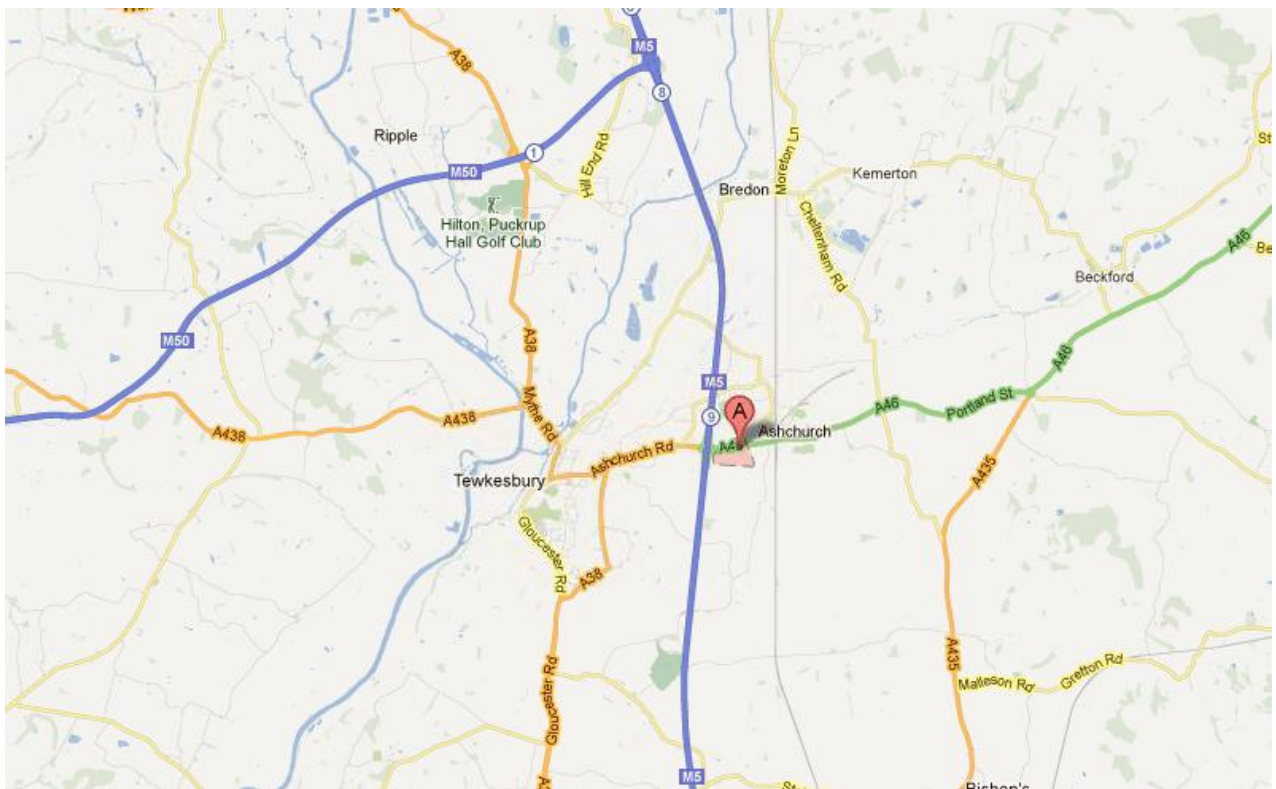 A38
M5
8
Ripple
1
M50
Hill End Rd
Moreton Ln
Bredon
Kemerton
Hilton, Puckrup
Hall Golf Club
Cheltenham Rd
A46
Beckford
M50
A38
Mythe Rd
M5
A46
Portland St
A46
A438
A438
9
A
Ashchurch
Ashchurch Rd
Tewkesbury
A435
Gloucester Rd
A38
Gloucester Rd
A435
Malleson Rd
Gretton Rd
M5
Bishop's